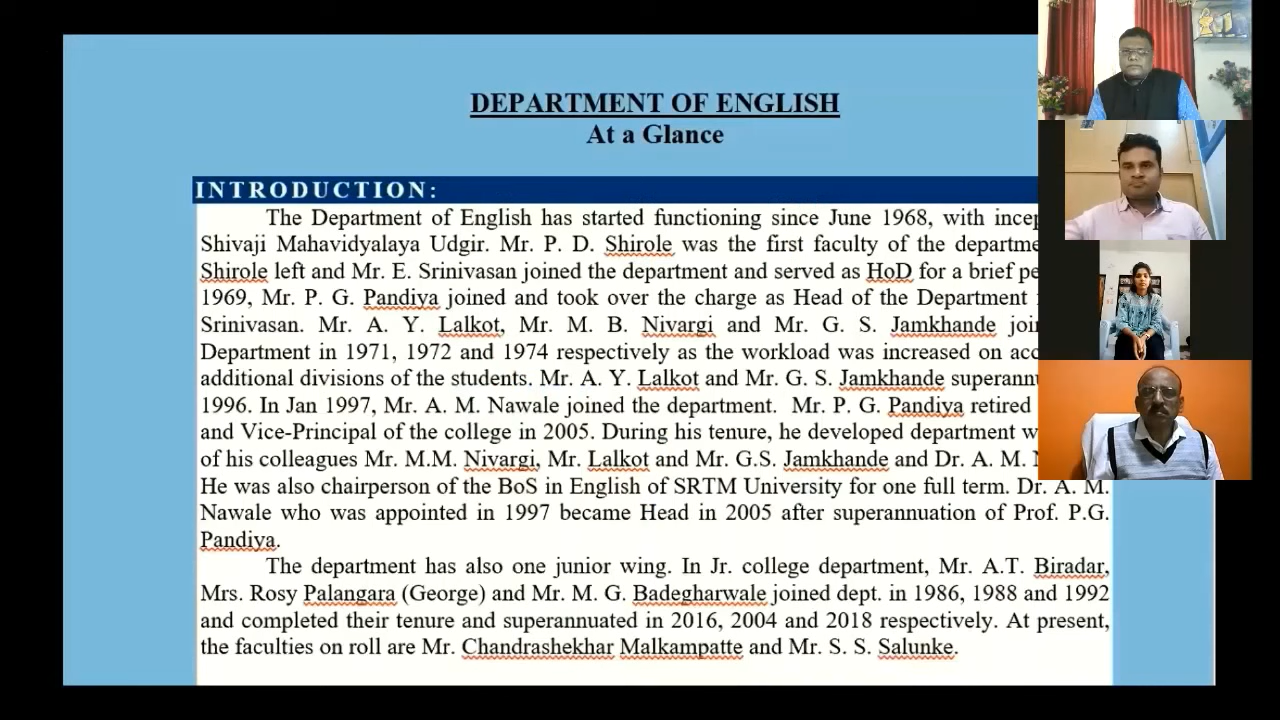 DEPARTMENT OF ENGLISH
At a Glance
INTRODUCTION:
The Department of English has started functioning since June 1968, with
Shivaji Mahavidyalaya Udgir. Mr. P. D. Shirole was the first faculty of the
Shirole left and Mr. E. Srinivasan joined the department and served as HoD for a brief
1969, Mr. P. G. Pandiya joined and took over the charge as Head of the Department
Srinivasan. Mr. A. Y. Lalkot, Mr. M. B. Nivargi and Mr. G. S. Jamkhande
Department in 1971, 1972 and 1974 respectively as the workload was increased on
additional divisions of the students. Mr. A. Y. Lalkot and Mr. G. S. Jamkhande
1996. In Jan 1997, Mr. A. M. Nawale joined the department. Mr. P. G. Pandiya retired
and Vice-Principal of the college in 2005. During his tenure, he developed department
of his colleagues Mr. M.M. Nivargi, Mr. Lalkot and Mr. G.S. Jamkhande and Dr. A. M.
He was also chairperson of the BoS in English of SRTM University for one full term. Dr. A. M.
Nawale who was appointed in 1997 became Head in 2005 after superannuation of Prof. P.G.
Pandiya.
The department has also one junior wing. In Jr. college department, Mr. A.T. Biradar,
Mrs. Rosy Palangara (George) and Mr. M. G. Badegharwale joined dept. in 1986, 1988 and 1992
and completed their tenure and superannuated in 2016, 2004 and 2018 respectively. At present,
the faculties on roll are Mr. Chandrashekhar Malkampatte and Mr. S. S. Salunke.